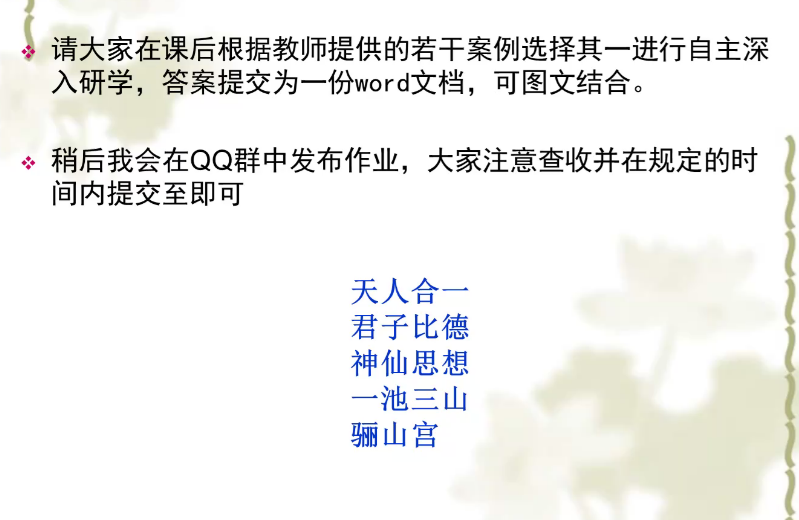 请大家在课后根据教师提供的若干案例选择其一进行自主深
入研学，答案提交为一份word文档，可图文结合。
稍后我会在QQ群中发布作业，大家注意查收并在规定的时
间内提交至即可
天人合一
君子比德
神仙思想
一池三山
骊山宫